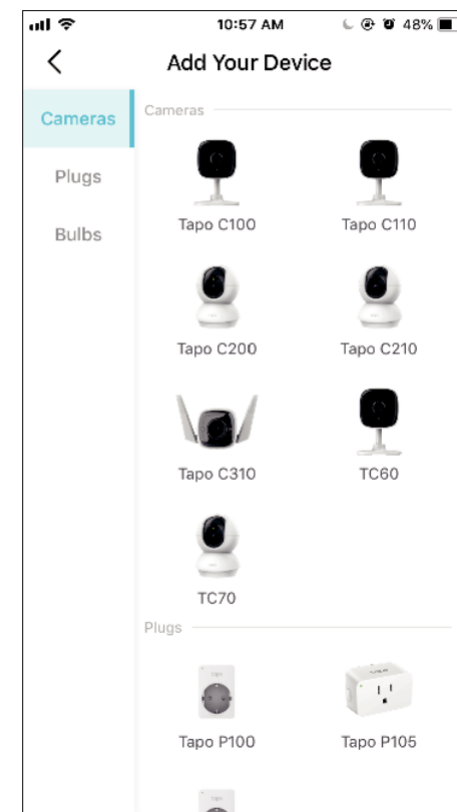 10:57 AM
48%
Add Your Device
Cameras
Plugs
Bulbs
Cameras
Tapo C100
Tapo C110
Tapo C200
Tapo C210
Tapo C310
TC60
TC70
Plugs
Tapo P100
Tapo P105